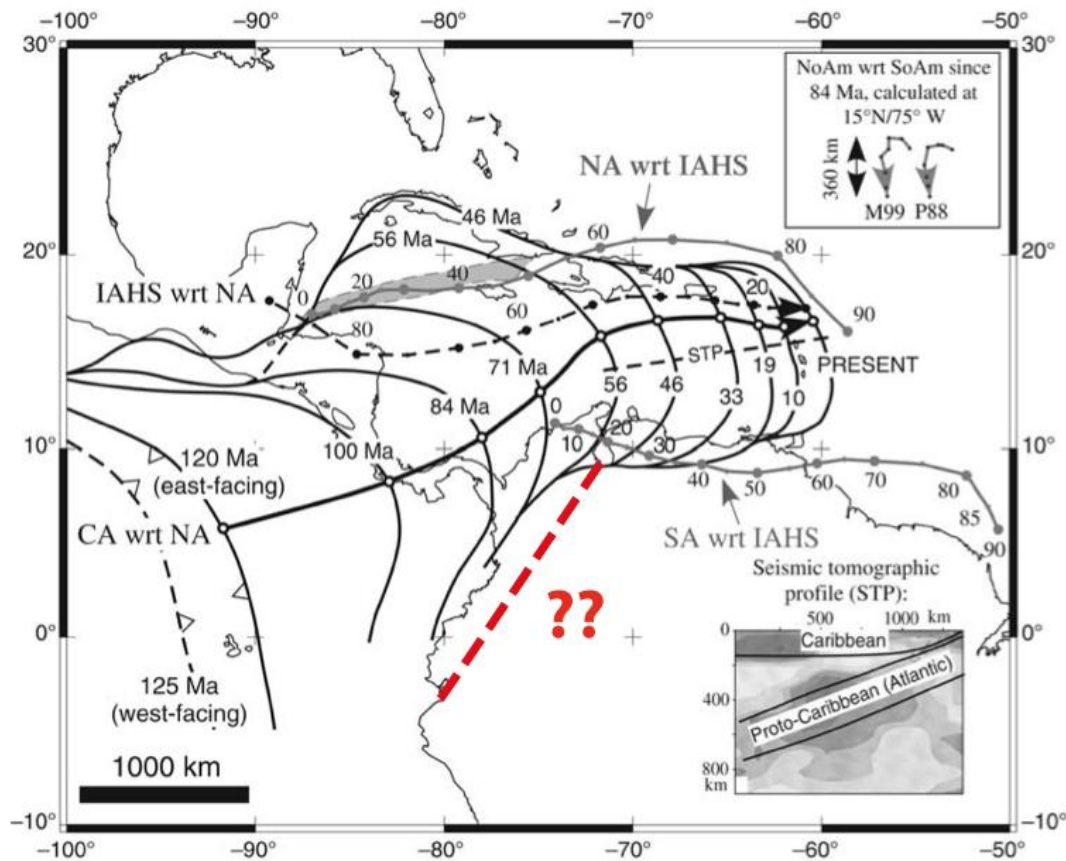 −100° −90° −80° −70° −60° −50°
30° 30°
NoAm wrt SoAm since
84 Ma, calculated at
15°N/75° W
360 km
M99 P88
NA wrt IAHS
46 Ma
56 Ma
60
80
20° 20°
IAHS wrt NA
0
20
40
60
80
40
20
90
STP
PRESENT
71 Ma
56
46
33
19
10
84 Ma
100 Ma
0
10
20
30
40
50
60
70
80
85
90
10° 10°
120 Ma
(east-facing)
CA wrt NA
SA wrt IAHS
??
Seismic tomographic
profile (STP):
500 1000 km
0
Caribbean
400
Proto-Caribbean (Atlantic)
800
km
0° 0°
125 Ma
(west-facing)
1000 km
−10° −10°
−100° −90° −80° −70° −60° −50°